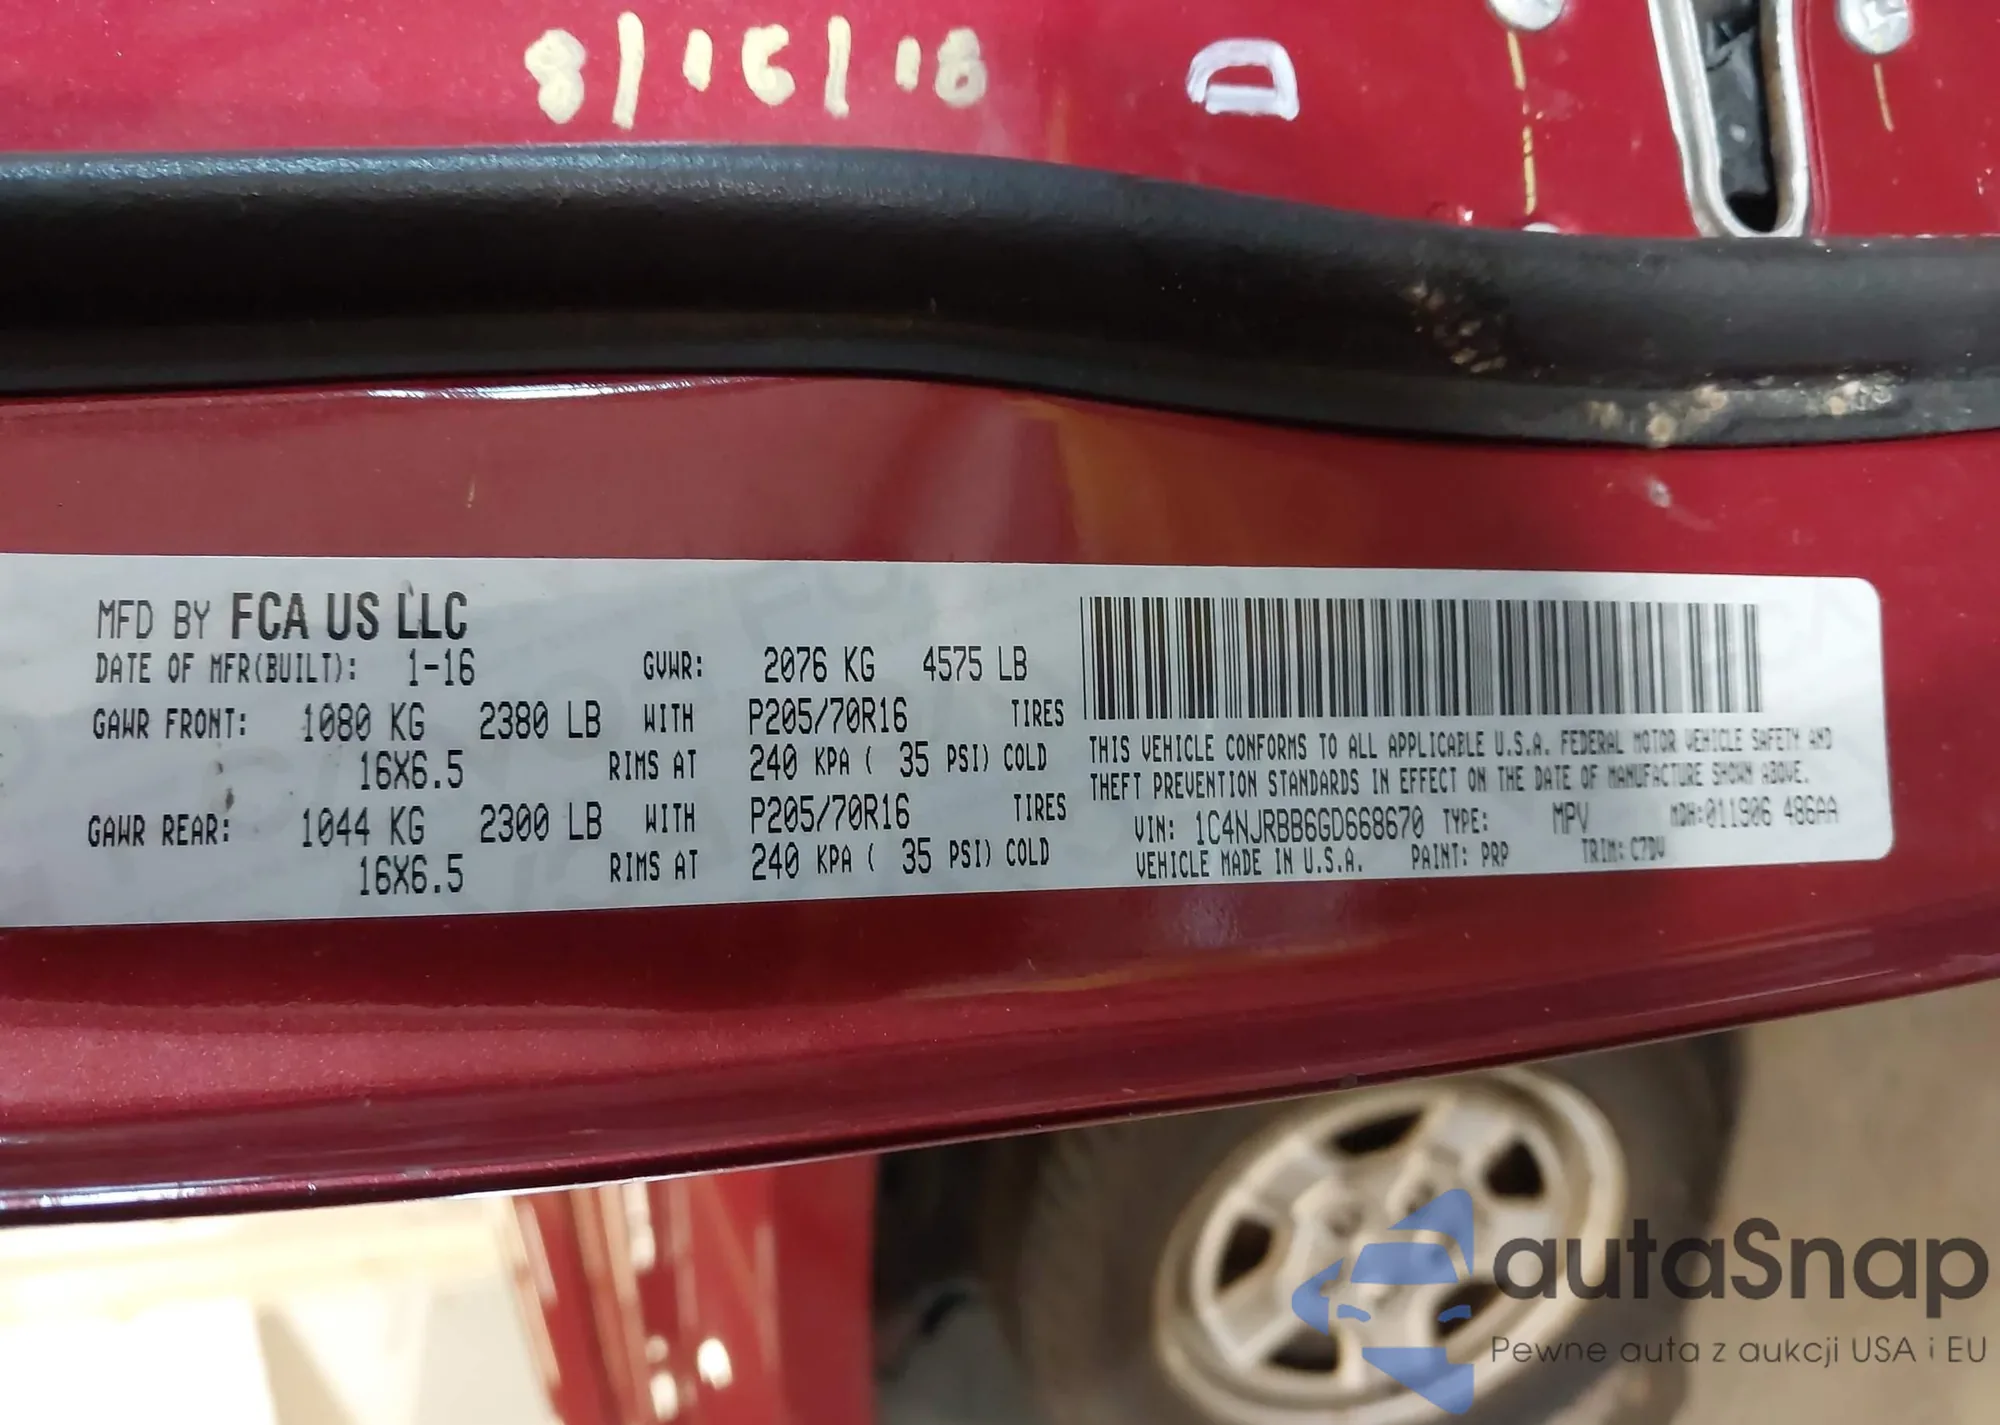 8/16/18 D
MFD BY FCA US LLC
DATE OF MFR(BUILT): 1-16 GVWR: 2076 KG 4575 LB
GAWR FRONT: 1080 KG 2380 LB WITH P205/70R16 TIRES
16X6.5 RIMS AT 240 KPA ( 35 PSI) COLD
GAWR REAR: 1044 KG 2300 LB WITH P205/70R16 TIRES
16X6.5 RIMS AT 240 KPA ( 35 PSI) COLD
THIS VEHICLE CONFORMS TO ALL APPLICABLE U.S.A. FEDERAL MOTOR VEHICLE SAFETY AND
THEFT PREVENTION STANDARDS IN EFFECT ON THE DATE OF MANUFACTURE SHOWN ABOVE.
VIN: 1C4NJRBB6GD668670 TYPE: MPV MDH:011906 486AA
VEHICLE MADE IN U.S.A. PAINT: PRP TRIM: C7DV
autaSnap
Pewne auta z aukcji USA i EU